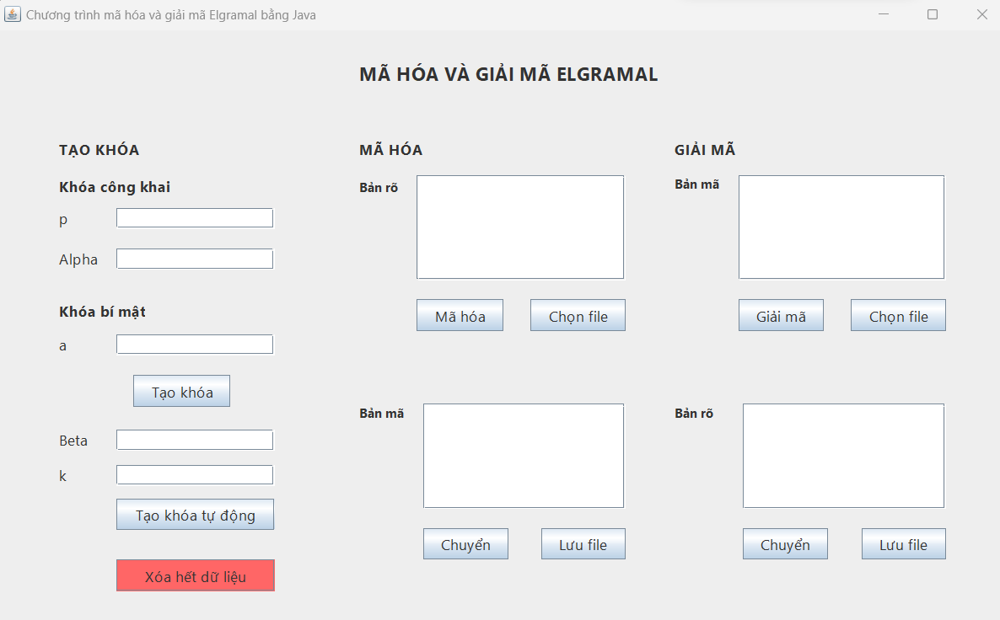 Chương trình mã hóa và giải mã Elgramal bằng Java
MÃ HÓA VÀ GIẢI MÃ ELGRAMAL
TẠO KHÓA
Khóa công khai
p
Alpha
Khóa bí mật
a
Tạo khóa
Beta
k
Tạo khóa tự động
Xóa hết dữ liệu
MÃ HÓA
Bản rõ
Mã hóa
Chọn file
Bản mã
Chuyển
Lưu file
GIẢI MÃ
Bản mã
Giải mã
Chọn file
Bản rõ
Chuyển
Lưu file